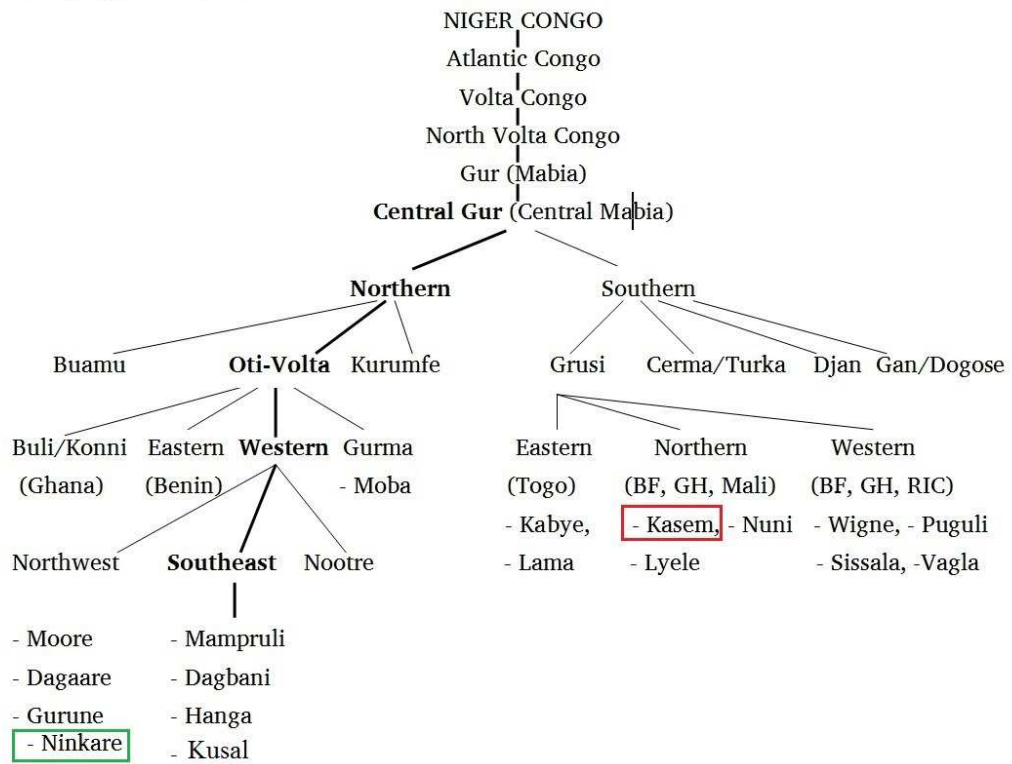 NIGER CONGO
Atlantic Congo
Volta Congo
North Volta Congo
Gur (Mabia)
Central Gur (Central Mabia)
Northern Southern
Buamu Oti-Volta Kurumfe Grusi Cerma/Turka Djan Gan/Dogose
Buli/Konni Eastern Western Gurma Eastern Northern Western
(Ghana) (Benin) - Moba (Togo) (BF, GH, Mali) (BF, GH, RIC)
- Kabye, - Kasem, - Nuni - Wigne, - Puguli
Northwest Southeast Nootre - Lama - Lyele - Sissala, -Vagla
- Moore - Mampruli
- Dagaare - Dagbani
- Gurune - Hanga
- Ninkare - Kusal